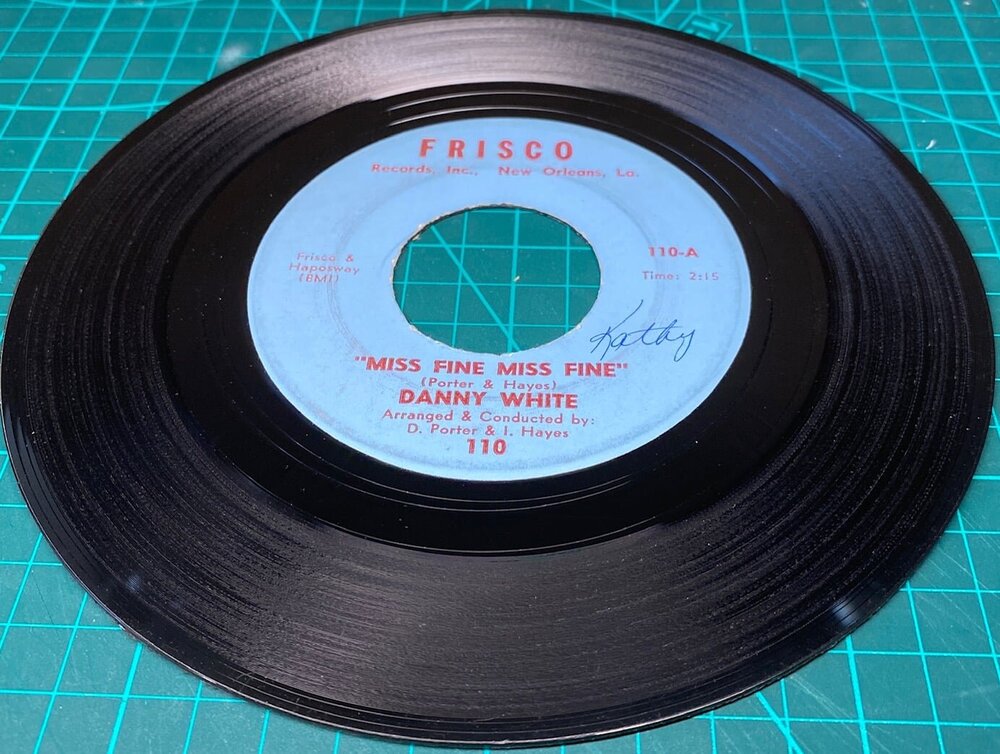 FRISCO
Records, Inc., New Orleans, La.
Frisco &
Haposway
(BMI)
110-A
Time: 2:15
Kathy
"MISS FINE MISS FINE"
(Porter & Hayes)
DANNY WHITE
Arranged & Conducted by:
D. Porter & I. Hayes
110